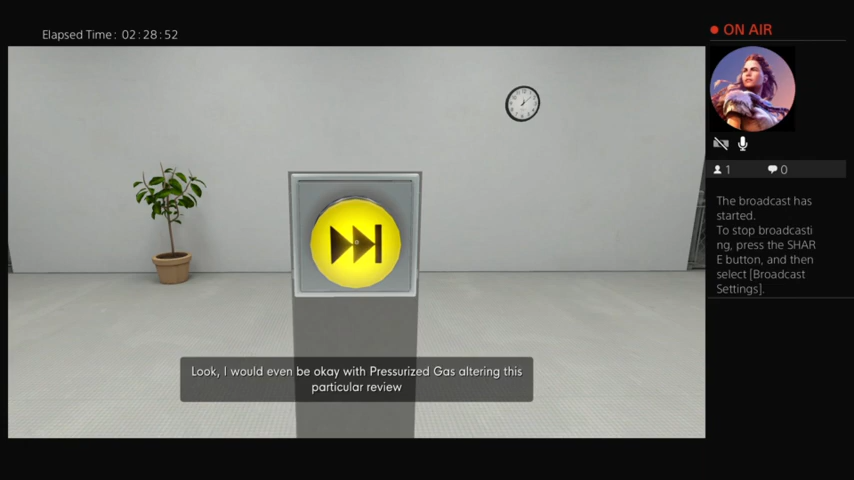 Elapsed Time: 02:28:52
ON AIR
1
0
The broadcast has
started.
To stop broadcasti
ng, press the SHAR
E button, and then
select [Broadcast
Settings].
Look, I would even be okay with Pressurized Gas altering this
particular review